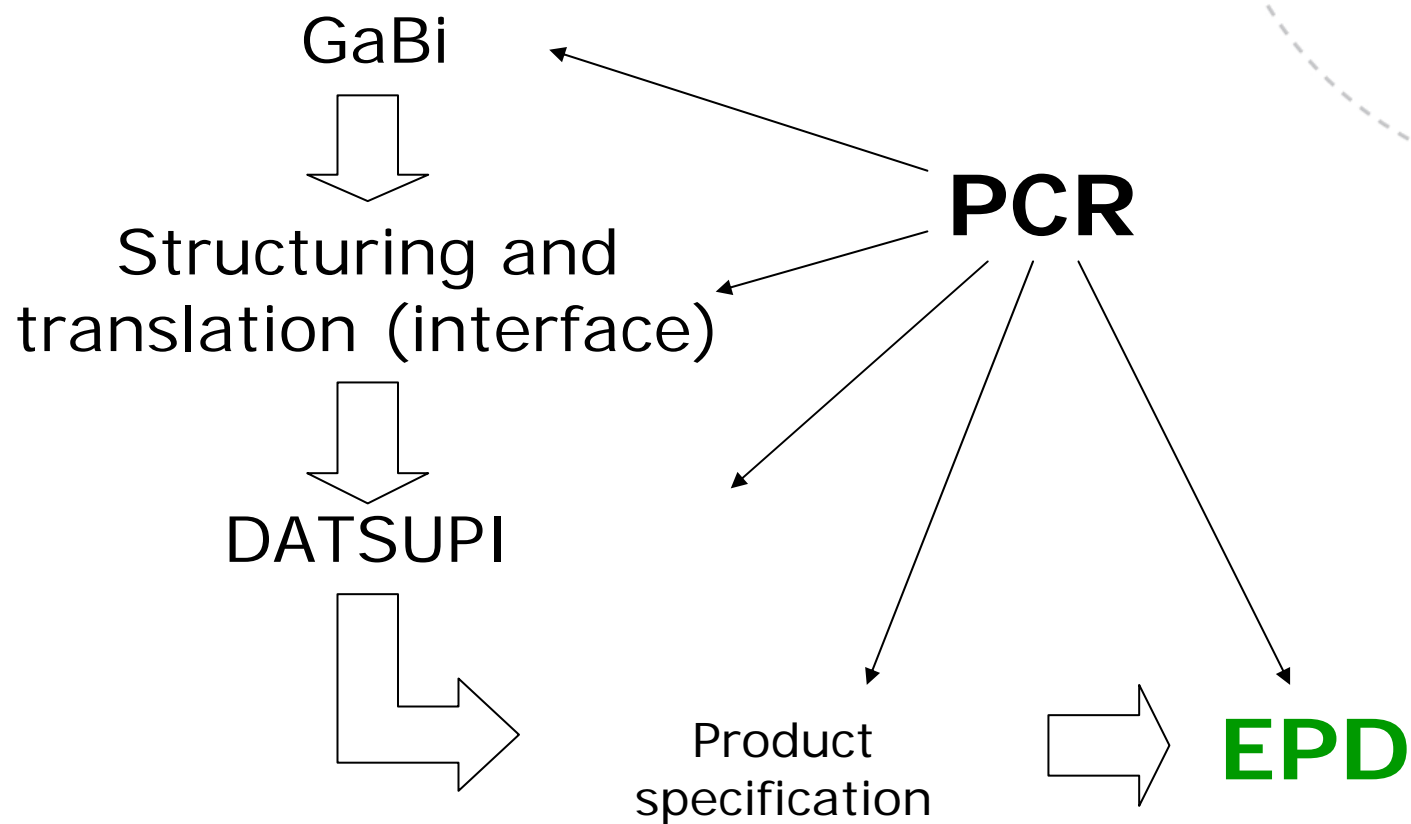 GaBi
PCR
Structuring and
translation (interface)
DATSUPI
Product
specification
EPD